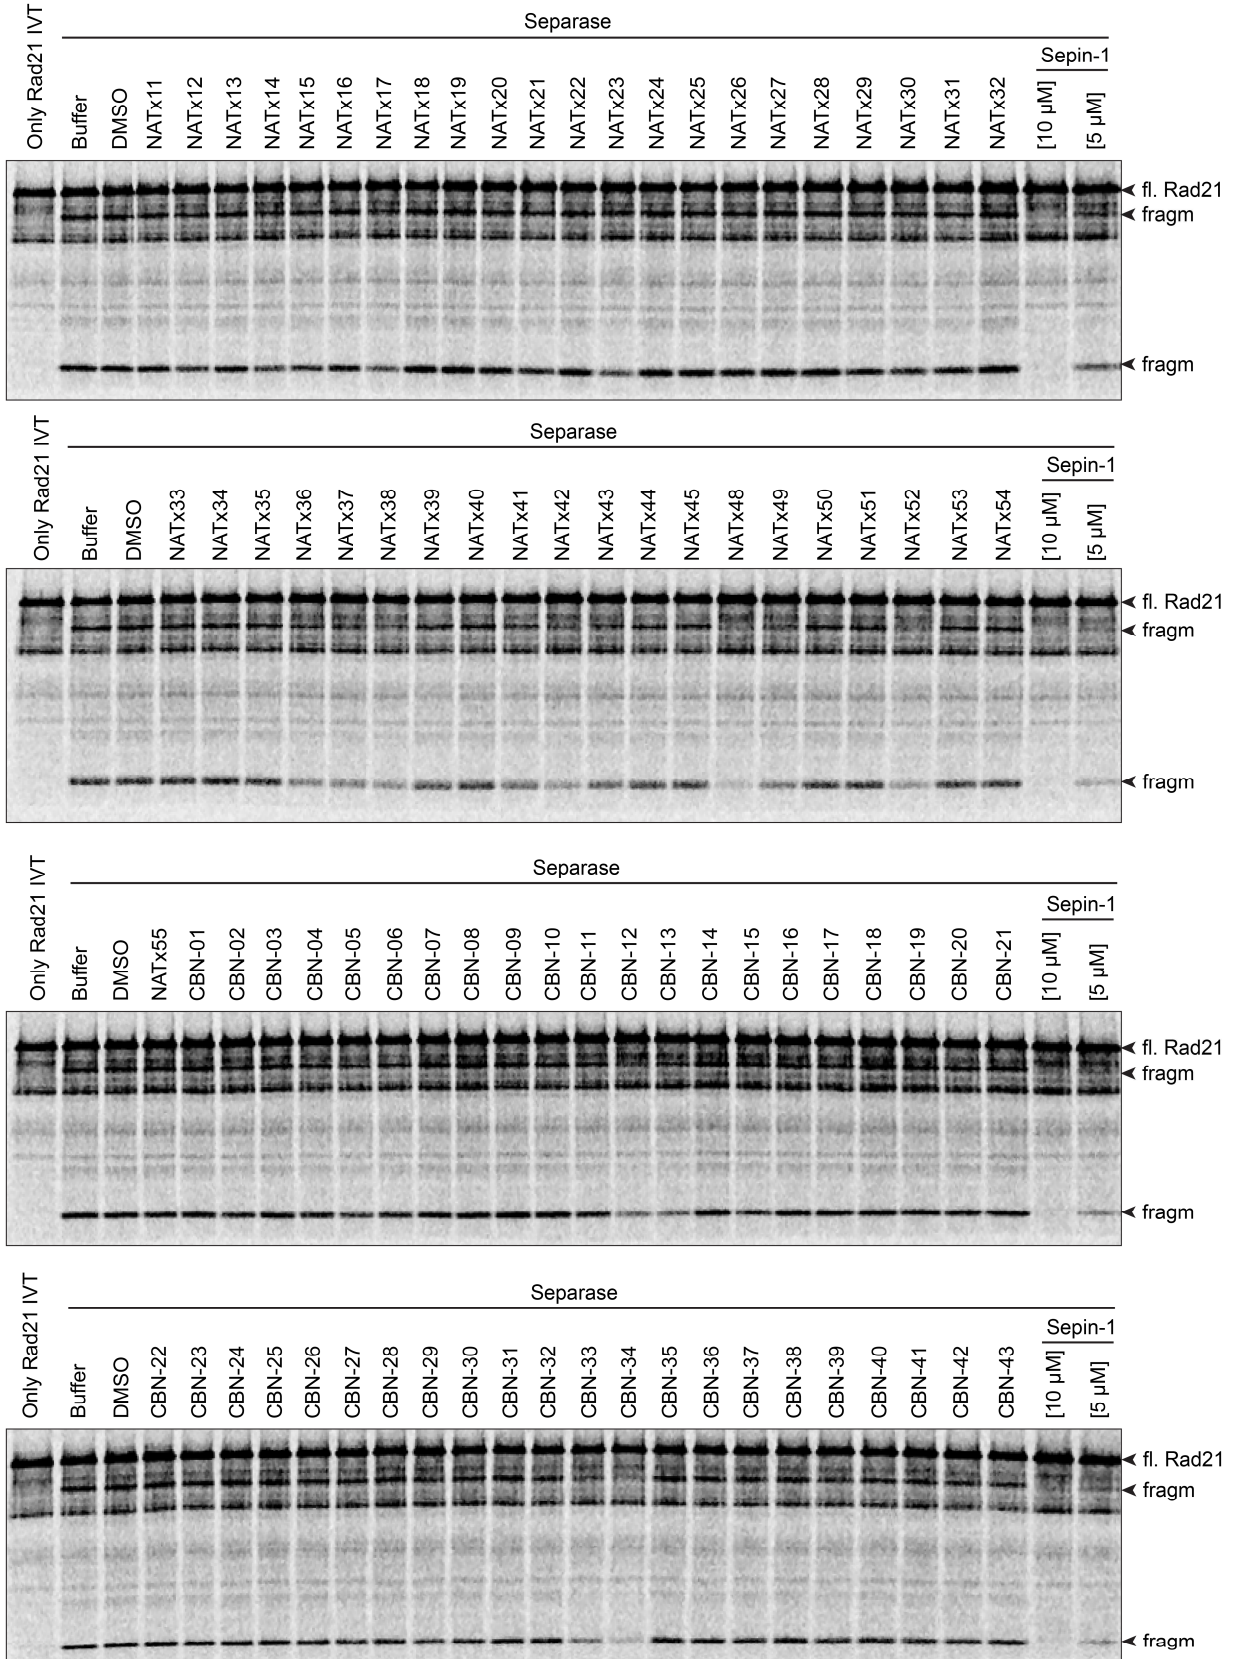 Separase
Sepin-1
Only Rad21 IVT
Buffer
DMSO
NATx11
NATx12
NATx13
NATx14
NATx15
NATx16
NATx17
NATx18
NATx19
NATx20
NATx21
NATx22
NATx23
NATx24
NATx25
NATx26
NATx27
NATx28
NATx29
NATx30
NATx31
NATx32
[10 µM]
[5 µM]
fl. Rad21
fragm
fragm
Separase
Sepin-1
Only Rad21 IVT
Buffer
DMSO
NATx33
NATx34
NATx35
NATx36
NATx37
NATx38
NATx39
NATx40
NATx41
NATx42
NATx43
NATx44
NATx45
NATx48
NATx49
NATx50
NATx51
NATx52
NATx53
NATx54
[10 µM]
[5 µM]
fl. Rad21
fragm
fragm
Separase
Sepin-1
Only Rad21 IVT
Buffer
DMSO
NATx55
CBN-01
CBN-02
CBN-03
CBN-04
CBN-05
CBN-06
CBN-07
CBN-08
CBN-09
CBN-10
CBN-11
CBN-12
CBN-13
CBN-14
CBN-15
CBN-16
CBN-17
CBN-18
CBN-19
CBN-20
CBN-21
[10 µM]
[5 µM]
fl. Rad21
fragm
fragm
Separase
Sepin-1
Only Rad21 IVT
Buffer
DMSO
CBN-22
CBN-23
CBN-24
CBN-25
CBN-26
CBN-27
CBN-28
CBN-29
CBN-30
CBN-31
CBN-32
CBN-33
CBN-34
CBN-35
CBN-36
CBN-37
CBN-38
CBN-39
CBN-40
CBN-41
CBN-42
CBN-43
[10 µM]
[5 µM]
fl. Rad21
fragm
fragm